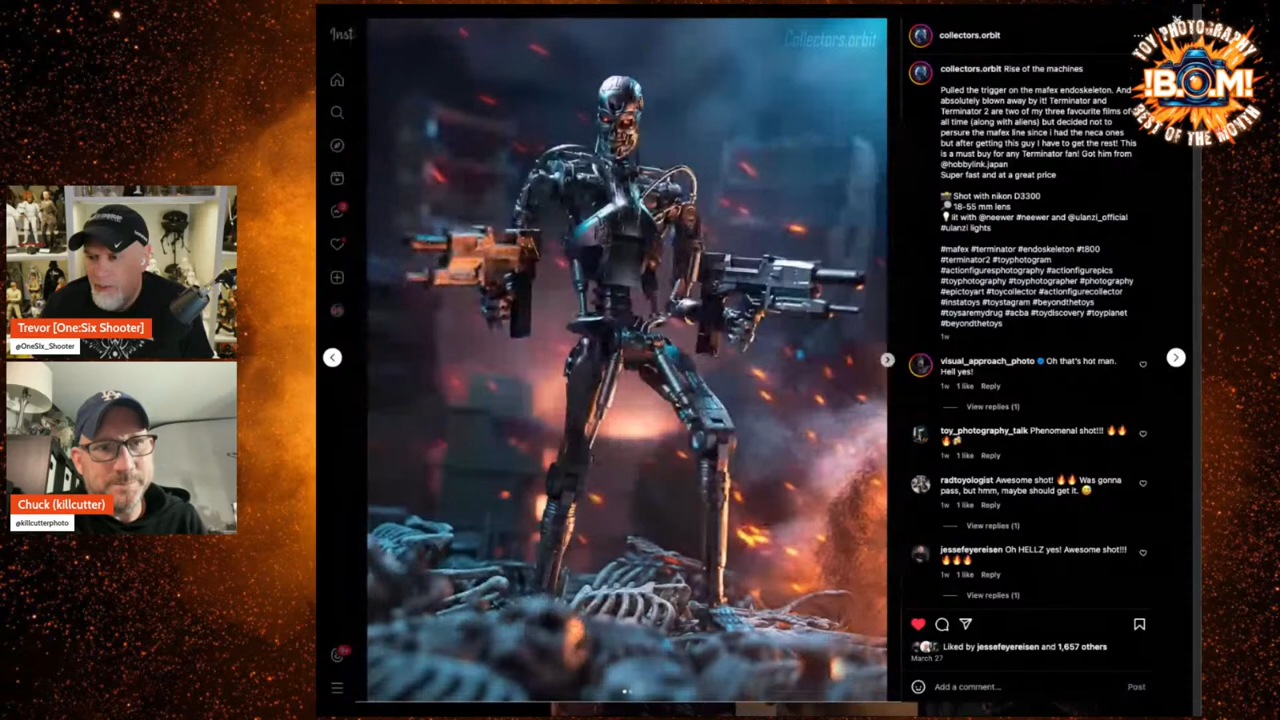 Inst
Collectors.orbit
collectors.orbit
collectors.orbit Rise of the machines
Pulled the trigger on the mafex endoskeleton. And
absolutely blown away by it! Terminator and
Terminator 2 are two of my three favourite films of
all time (along with aliens) but decided not to
persure the mafex line since i had the neca ones
but after getting this guy I have to get the rest! This
is a must buy for any Terminator fan! Got him from
@hobbylink.japan
Super fast and at a great price
Shot with nikon D3300
18-55 mm lens
lit with @neewer #neewer and @ulanzi_official
#ulanzi lights
#mafex #terminator #endoskeleton #t800
#terminator2 #toyphotogram
#actionfiguresphotography #actionfigurepics
#toyphotography #toyphotographer #photography
#epictoyart #toycollector #actionfigurecollector
#instatoys #toystagram #beyondthetoys
#toysaremydrug #acba #toydiscovery #toyplanet
#beyondthetoys
1w
visual_approach_photo Oh that's hot man.
Hell yes!
1w 1 like Reply
View replies (1)
toy_photography_talk Phenomenal shot!!! 🔥🔥
1w 1 like Reply
radtoyologist Awesome shot! 🔥🔥 Was gonna
pass, but hmm, maybe should get it. 😅
1w 1 like Reply
View replies (1)
jessefeyereisen Oh HELLZ yes! Awesome shot!!!
🔥🔥🔥🔥
1w 1 like Reply
View replies (1)
Liked by jessefeyereisen and 1,657 others
March 27
Add a comment...
Post
TOY PHOTOGRAPHY
!B.O.M!
BEST OF THE MONTH
Trevor [One:Six Shooter]
@OneSix_Shooter
Chuck (killcutter)
@killcutterphoto
LA